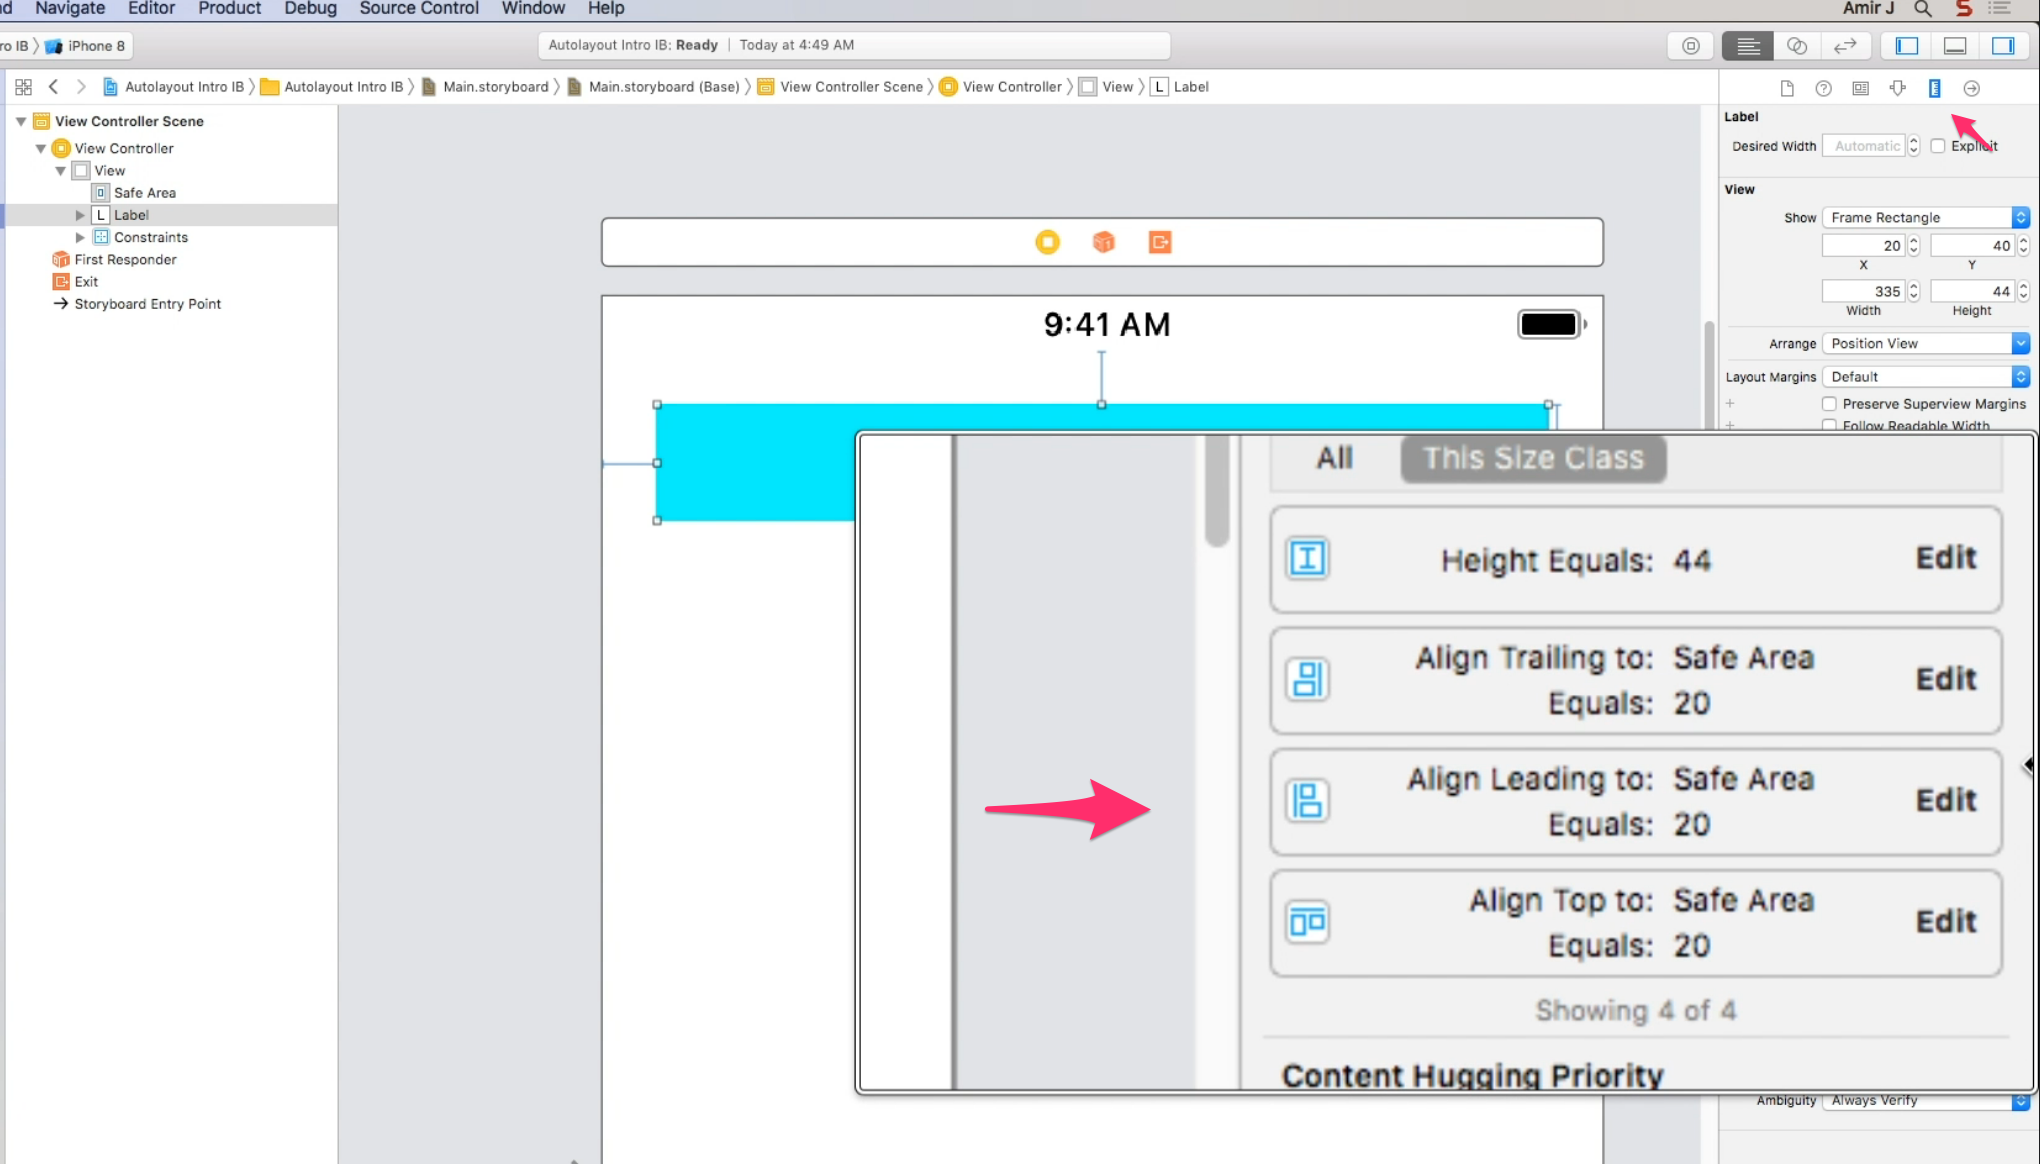 Navigate Editor Product Debug Source Control Window Help Amir J
ro IB iPhone 8 Autolayout Intro IB: Ready | Today at 4:49 AM
Autolayout Intro IB Autolayout Intro IB Main.storyboard Main.storyboard (Base) View Controller Scene View Controller View L Label
View Controller Scene
View Controller
View
Safe Area
L Label
Constraints
First Responder
Exit
Storyboard Entry Point
9:41 AM
Label
Desired Width Automatic Explicit
View
Show Frame Rectangle
20 40
X Y
335 44
Width Height
Arrange Position View
Layout Margins Default
Preserve Superview Margins
Follow Readable Width
All This Size Class
Height Equals: 44 Edit
Align Trailing to: Safe Area
Equals: 20
Edit
Align Leading to: Safe Area
Equals: 20
Edit
Align Top to: Safe Area
Equals: 20
Edit
Showing 4 of 4
Content Hugging Priority
Ambiguity Always Verify